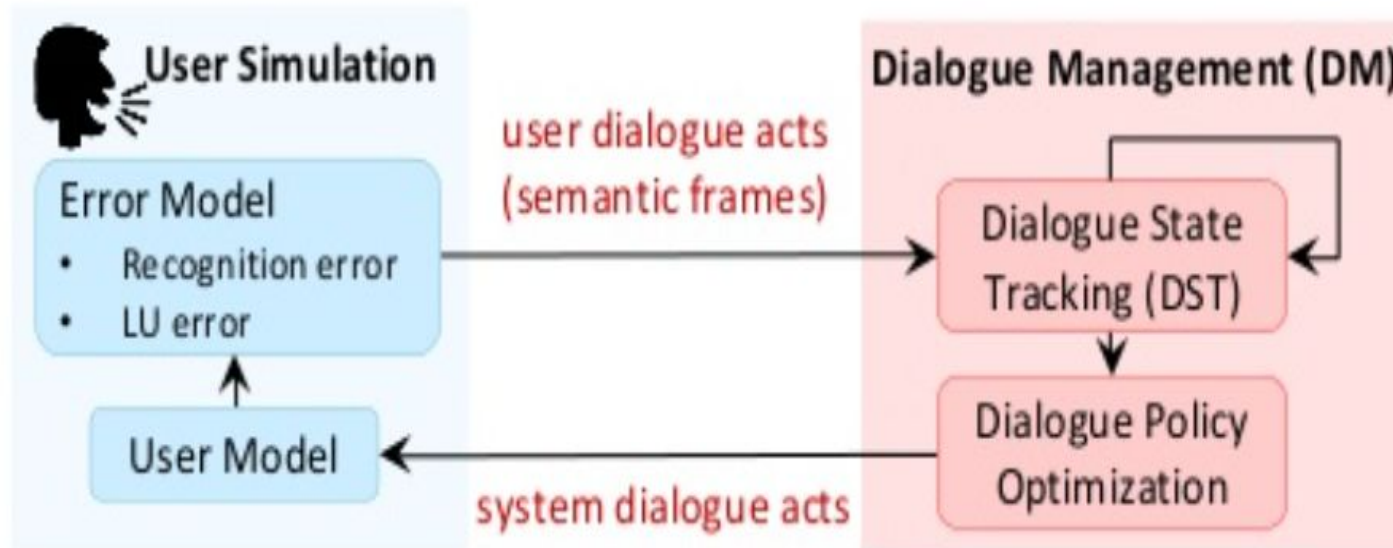 User Simulation
Error Model
• Recognition error
• LU error
User Model
user dialogue acts
(semantic frames)
system dialogue acts
Dialogue Management (DM)
Dialogue State
Tracking (DST)
Dialogue Policy
Optimization